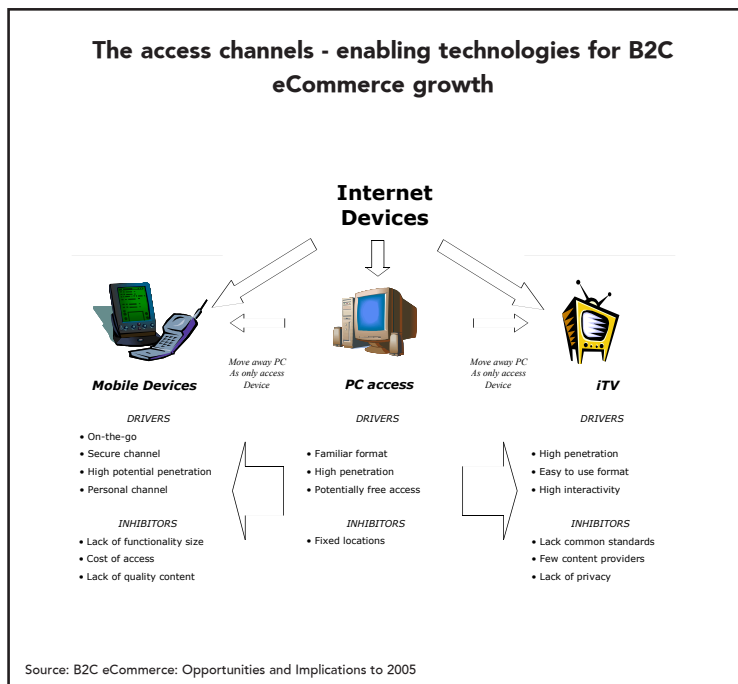 The access channels - enabling technologies for B2C
eCommerce growth
Internet
Devices
Move away PC
As only access
Device
Move away PC
As only access
Device
Mobile Devices
PC access
iTV
DRIVERS
• On-the-go
• Secure channel
• High potential penetration
• Personal channel
INHIBITORS
• Lack of functionality size
• Cost of access
• Lack of quality content
DRIVERS
• Familiar format
• High penetration
• Potentially free access
INHIBITORS
• Fixed locations
DRIVERS
• High penetration
• Easy to use format
• High interactivity
INHIBITORS
• Lack common standards
• Few content providers
• Lack of privacy
Source: B2C eCommerce: Opportunities and Implications to 2005